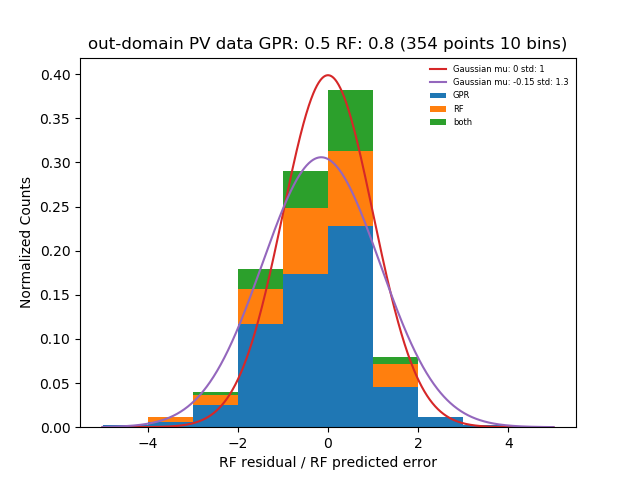 out-domain PV data GPR: 0.5 RF: 0.8 (354 points 10 bins)
Gaussian mu: 0 std: 1
Gaussian mu: -0.15 std: 1.3
GPR
RF
both
0.40
0.35
0.30
0.25
0.20
0.15
0.10
0.05
0.00
Normalized Counts
−4
−2
0
2
4
RF residual / RF predicted error